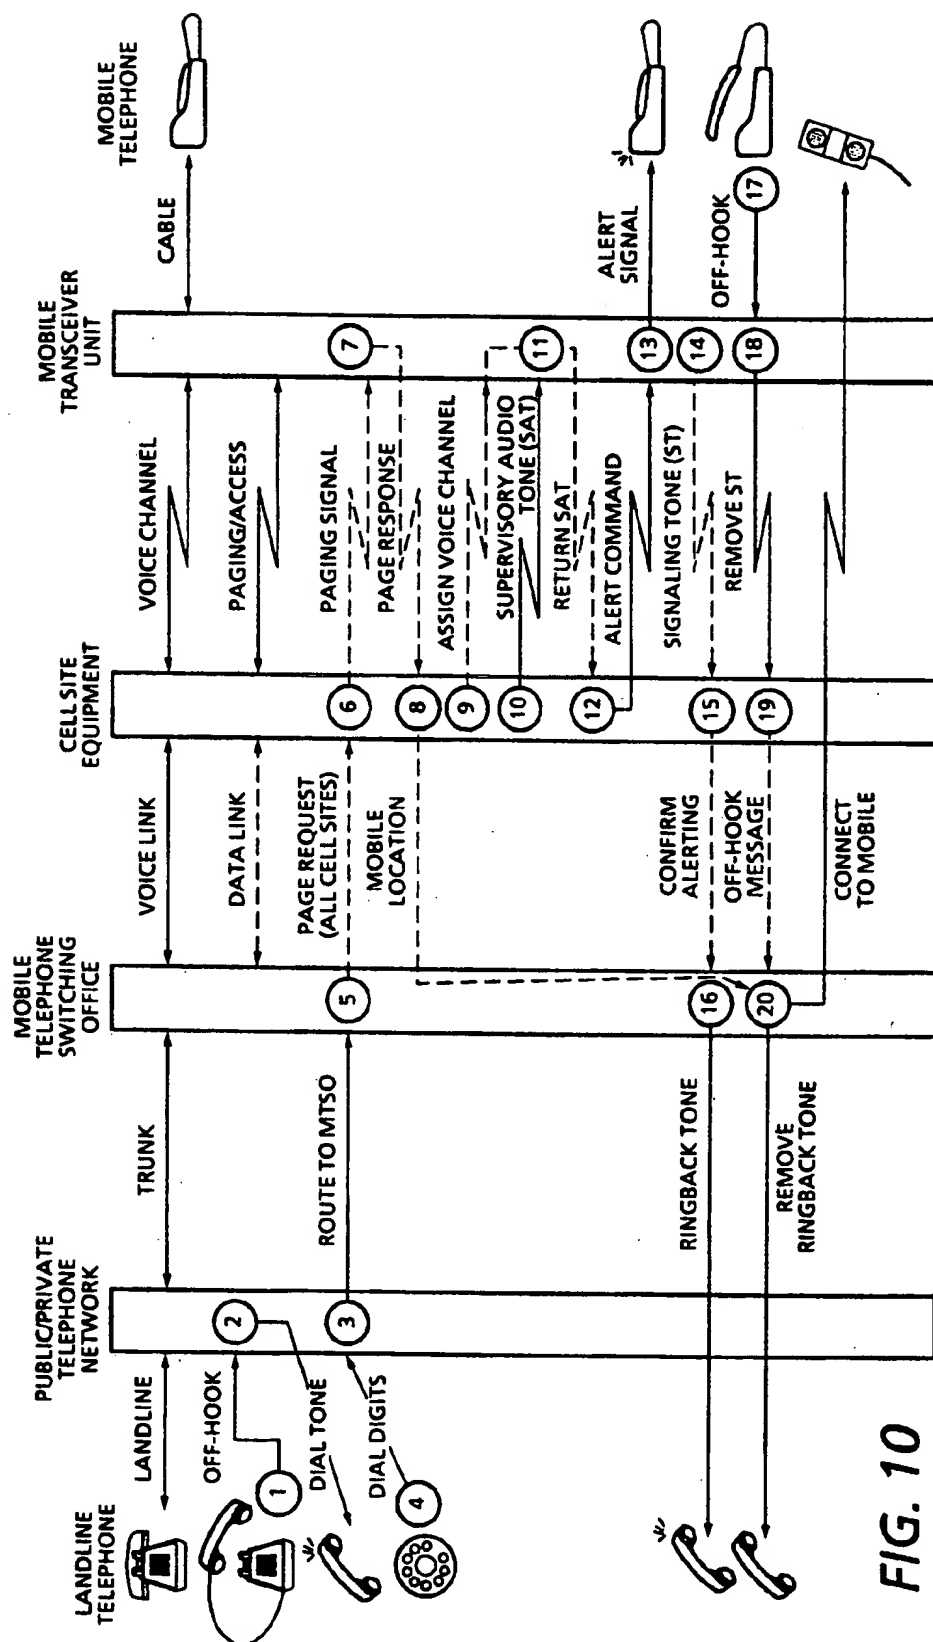 LANDLINE
TELEPHONE
PUBLIC/PRIVATE
TELEPHONE
NETWORK
MOBILE
TELEPHONE
SWITCHING
OFFICE
CELL SITE
EQUIPMENT
MOBILE
TRANSCEIVER
UNIT
MOBILE
TELEPHONE
LANDLINE
TRUNK
VOICE LINK
VOICE CHANNEL
CABLE
OFF-HOOK
1
2
DATA LINK
PAGING/ACCESS
DIAL TONE
DIAL DIGITS
4
3
ROUTE TO MTSO
5
PAGE REQUEST
(ALL CELL SITES)
6
PAGING SIGNAL
7
MOBILE
LOCATION
8
PAGE RESPONSE
9
ASSIGN VOICE CHANNEL
10
SUPERVISORY AUDIO
TONE (SAT)
11
RETURN SAT
12
ALERT COMMAND
13
ALERT
SIGNAL
14
SIGNALING TONE (ST)
15
CONFIRM
ALERTING
16
RINGBACK TONE
OFF-HOOK
17
18
REMOVE ST
19
OFF-HOOK
MESSAGE
20
REMOVE
RINGBACK TONE
CONNECT
TO MOBILE
FIG. 10